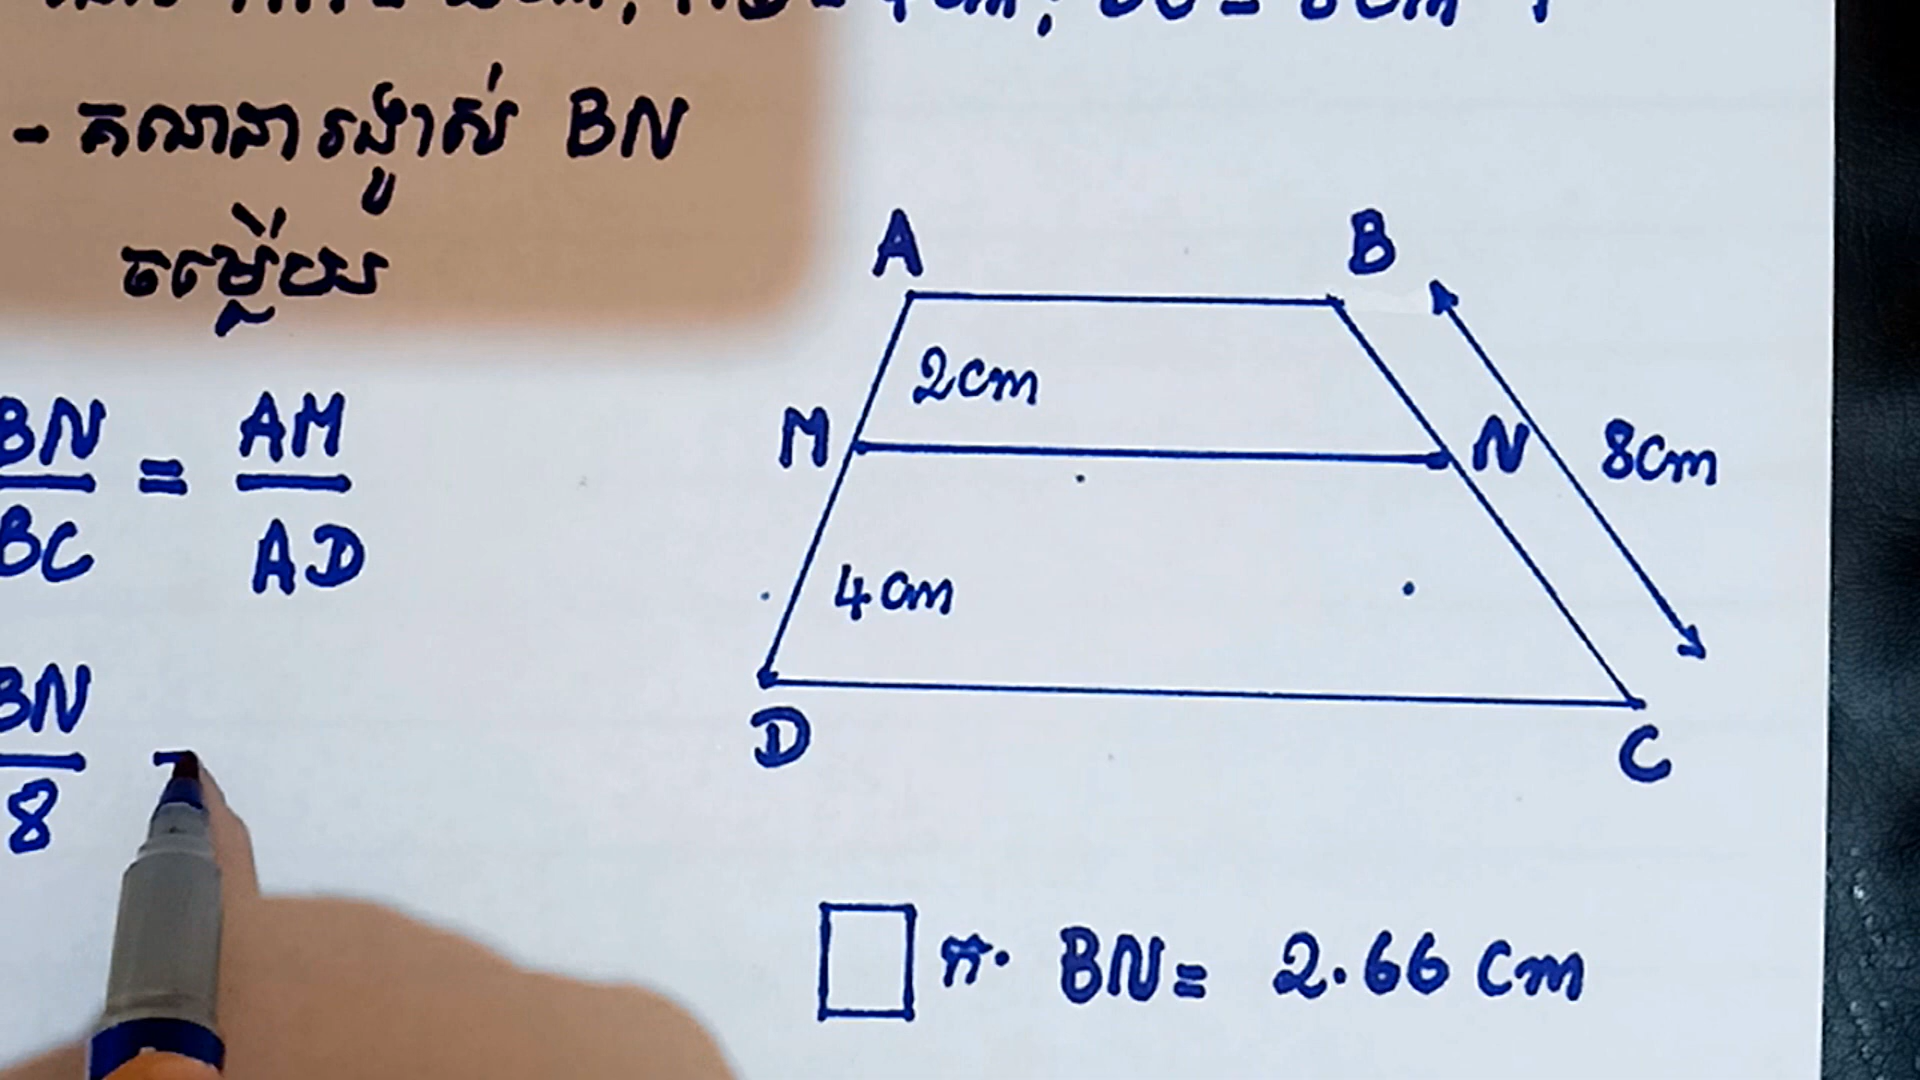 - គណនារង្វាស់ BN
ចម្លើយ
BN/BC = AM/AD
BN/8
A
B
2cm
M
N
8cm
4cm
D
C
ក. BN = 2.66 cm